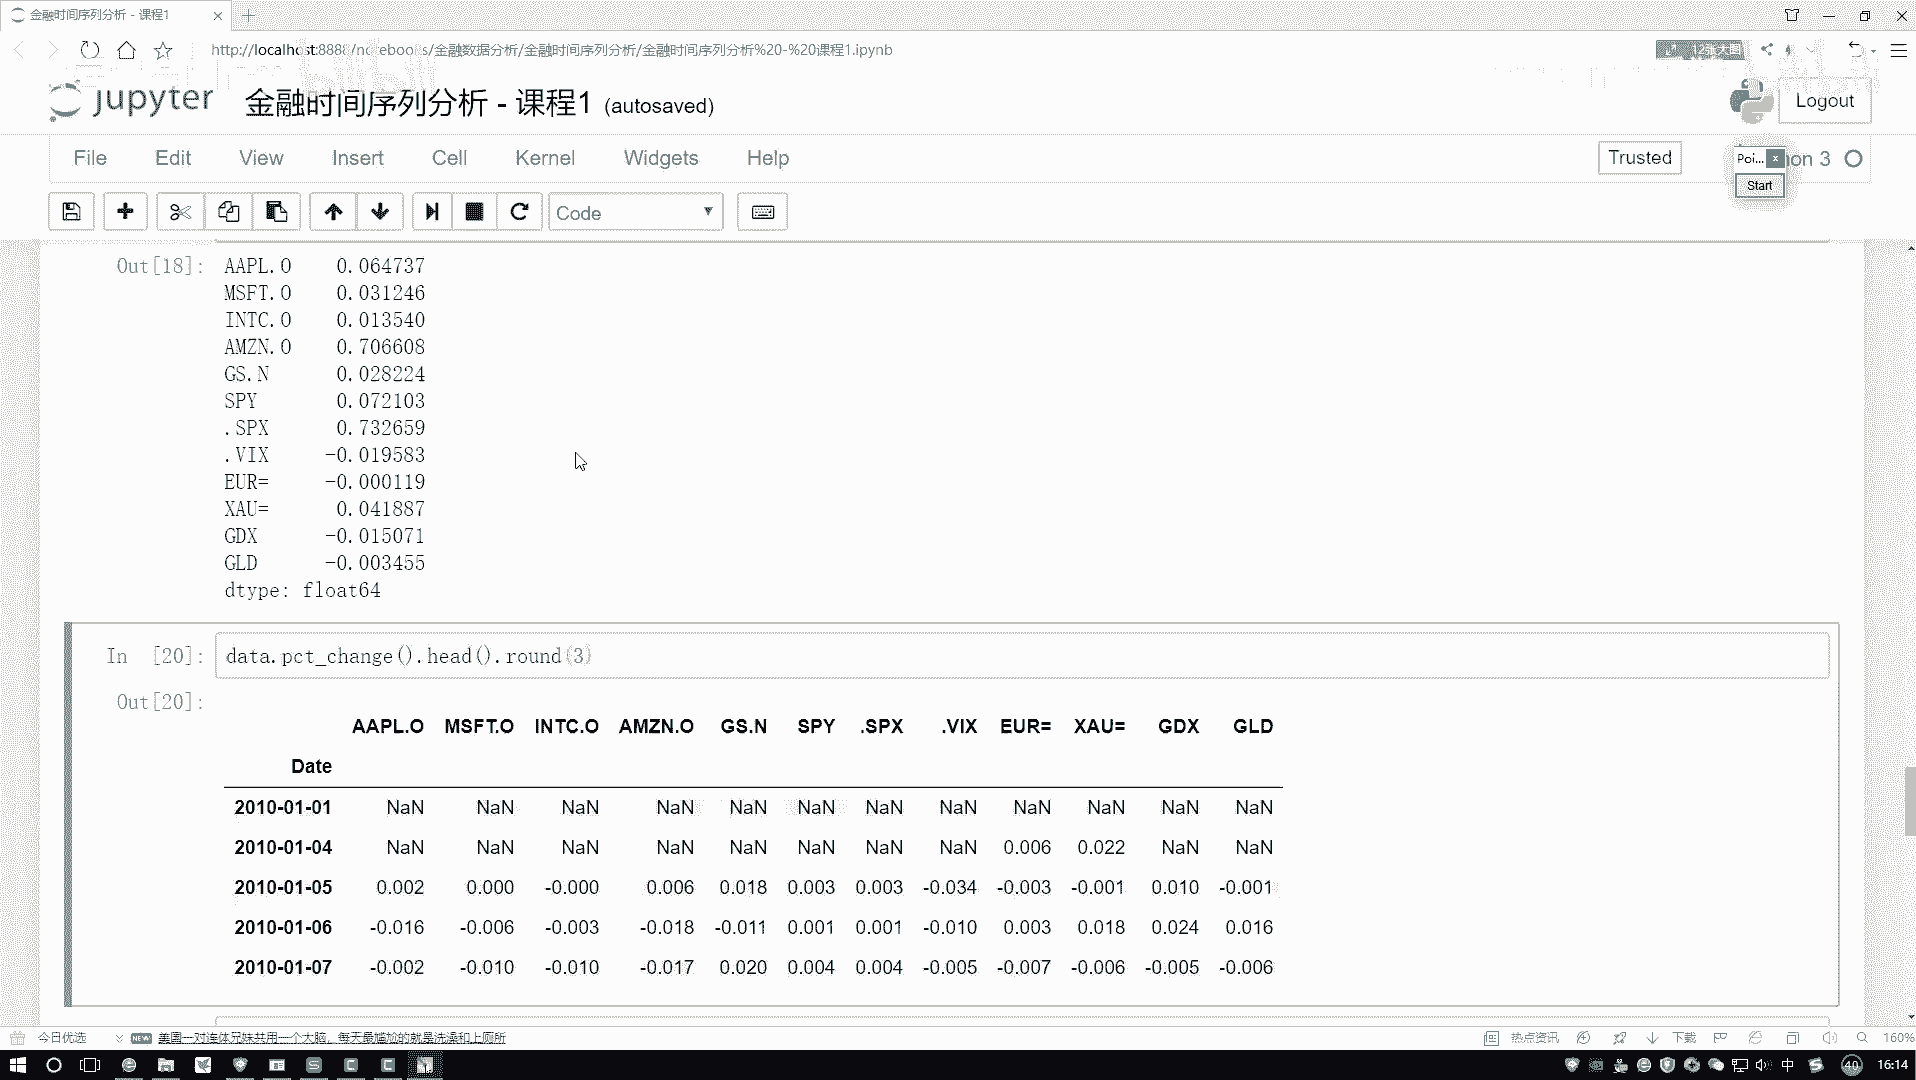 金融时间序列分析 - 课程1
http://localhost:8888/notebooks/金融数据分析/金融时间序列分析/金融时间序列分析%20-%20课程1.ipynb
12张大图
jupyter 金融时间序列分析 - 课程1 (autosaved)
Logout
File Edit View Insert Cell Kernel Widgets Help
Trusted
Poi...
on 3
Start
Code
Out[18]: AAPL.O 0.064737
MSFT.O 0.031246
INTC.O 0.013540
AMZN.O 0.706608
GS.N 0.028224
SPY 0.072103
.SPX 0.732659
.VIX -0.019583
EUR= -0.000119
XAU= 0.041887
GDX -0.015071
GLD -0.003455
dtype: float64
In [20]: data.pct_change().head().round(3)
Out[20]:
AAPL.O MSFT.O INTC.O AMZN.O GS.N SPY .SPX .VIX EUR= XAU= GDX GLD
Date
2010-01-01 NaN NaN NaN NaN NaN NaN NaN NaN NaN NaN NaN NaN
2010-01-04 NaN NaN NaN NaN NaN NaN NaN NaN 0.006 0.022 NaN NaN
2010-01-05 0.002 0.000 -0.000 0.006 0.018 0.003 0.003 -0.034 -0.003 -0.001 0.010 -0.001
2010-01-06 -0.016 -0.006 -0.003 -0.018 -0.011 0.001 0.001 -0.010 0.003 0.018 0.024 0.016
2010-01-07 -0.002 -0.010 -0.010 -0.017 0.020 0.004 0.004 -0.005 -0.007 -0.006 -0.005 -0.006
今日优选 NEW 美国一对连体兄妹共用一个大脑，每天最尴尬的就是洗澡和上厕所
热点资讯 下载 160%
中 40 16:14